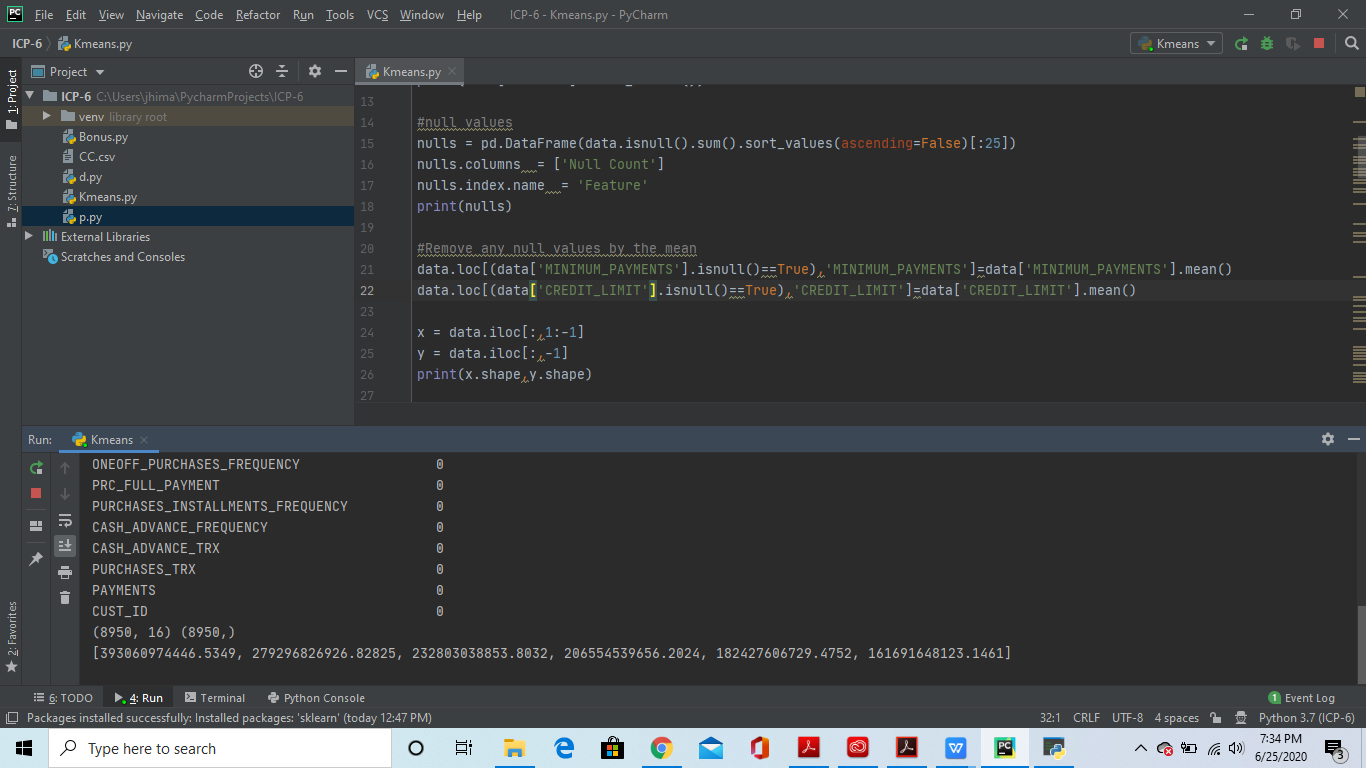 PC File Edit View Navigate Code Refactor Run Tools VCS Window Help ICP-6 - Kmeans.py - PyCharm
ICP-6 Kmeans.py Kmeans
1: Project
7: Structure
2: Favorites
Project
ICP-6 C:\Users\jhima\PycharmProjects\ICP-6
venv library root
Bonus.py
CC.csv
d.py
Kmeans.py
p.py
External Libraries
Scratches and Consoles
Kmeans.py
13
14 #null values
15 nulls = pd.DataFrame(data.isnull().sum().sort_values(ascending=False)[:25])
16 nulls.columns  = ['Null Count']
17 nulls.index.name  = 'Feature'
18 print(nulls)
19
20 #Remove any null values by the mean
21 data.loc[(data['MINIMUM_PAYMENTS'].isnull()==True),'MINIMUM_PAYMENTS']=data['MINIMUM_PAYMENTS'].mean()
22 data.loc[(data['CREDIT_LIMIT'].isnull()==True),'CREDIT_LIMIT']=data['CREDIT_LIMIT'].mean()
23
24 x = data.iloc[:,1:-1]
25 y = data.iloc[:,-1]
26 print(x.shape,y.shape)
27
Run: Kmeans
ONEOFF_PURCHASES_FREQUENCY 0
PRC_FULL_PAYMENT 0
PURCHASES_INSTALLMENTS_FREQUENCY 0
CASH_ADVANCE_FREQUENCY 0
CASH_ADVANCE_TRX 0
PURCHASES_TRX 0
PAYMENTS 0
CUST_ID 0
(8950, 16) (8950,)
[393060974446.5349, 279296826926.82825, 232803038853.8032, 206554539656.2024, 182427606729.4752, 161691648123.1461]
6: TODO 4: Run Terminal Python Console 1 Event Log
Packages installed successfully: Installed packages: 'sklearn' (today 12:47 PM) 32:1 CRLF UTF-8 4 spaces Python 3.7 (ICP-6)
Type here to search
7:34 PM
6/25/2020
3